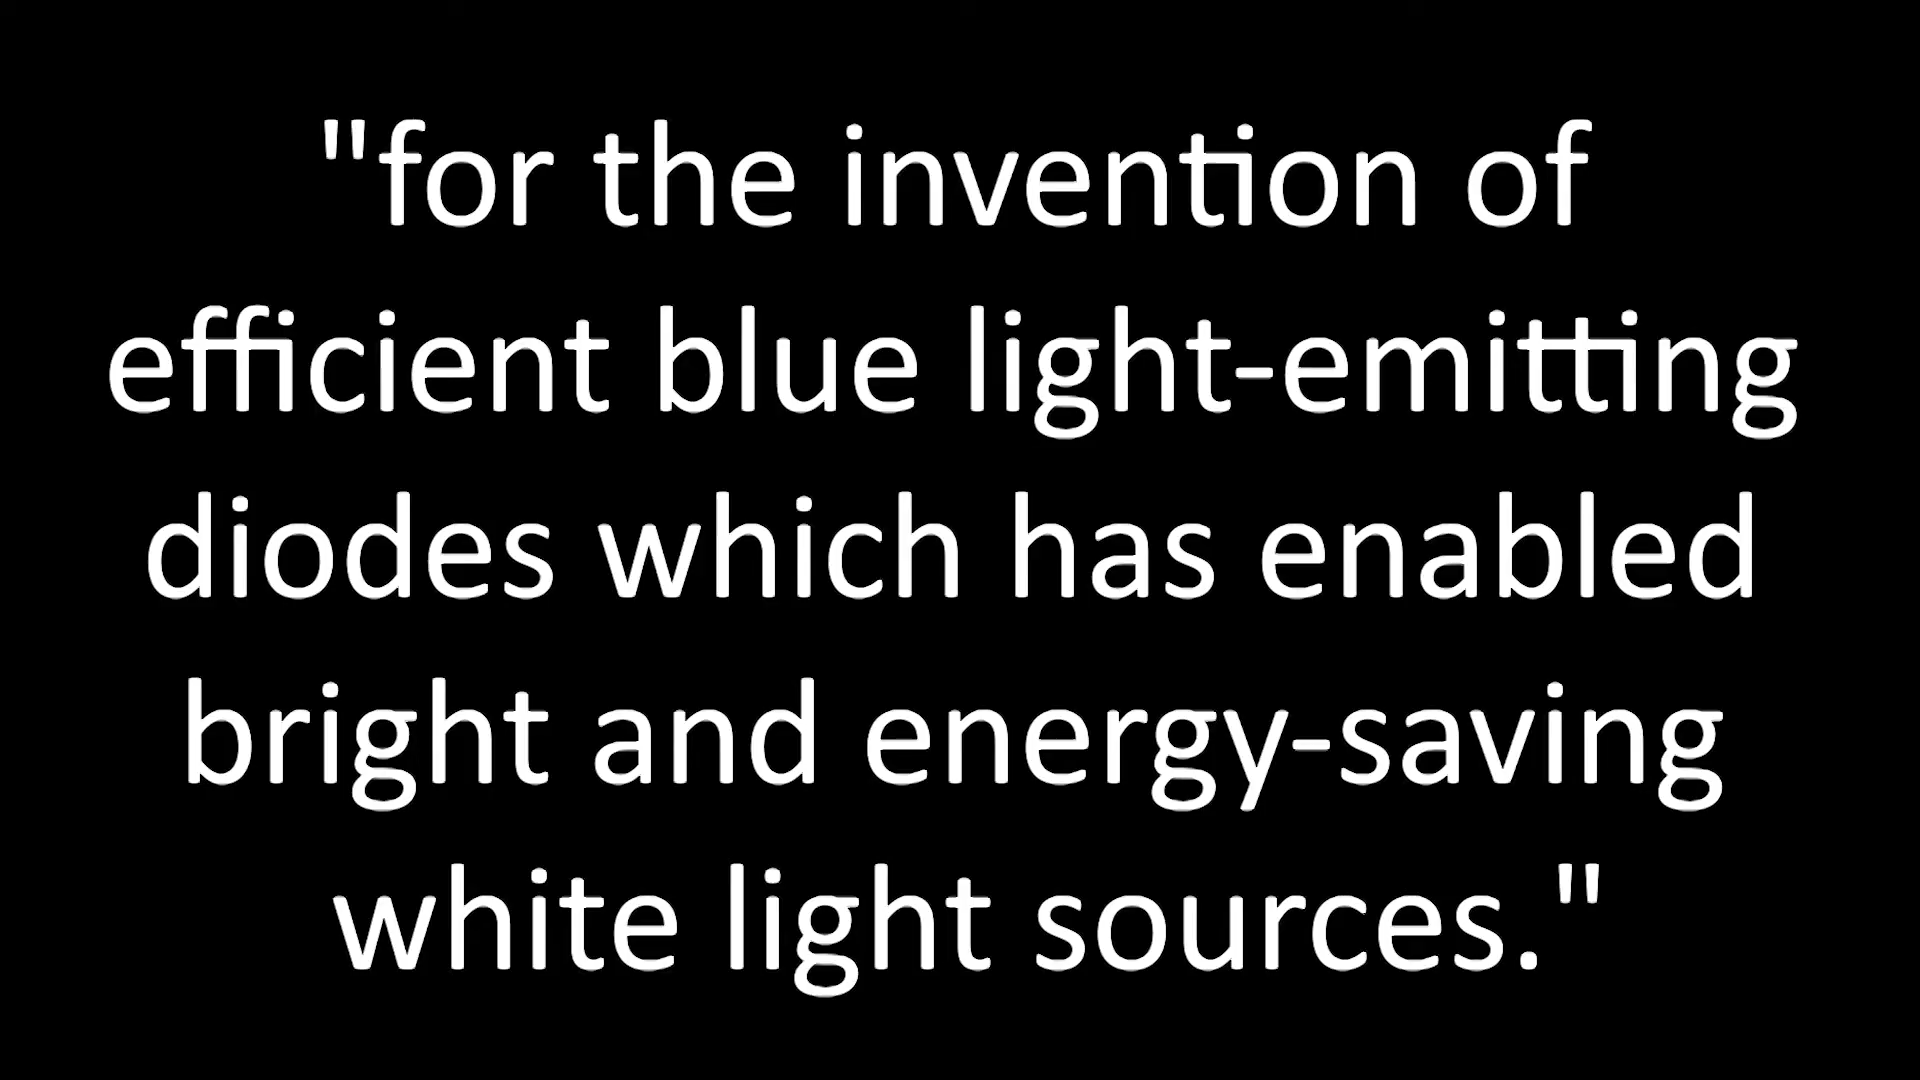 "for the invention of
efficient blue light-emitting
diodes which has enabled
bright and energy-saving
white light sources."